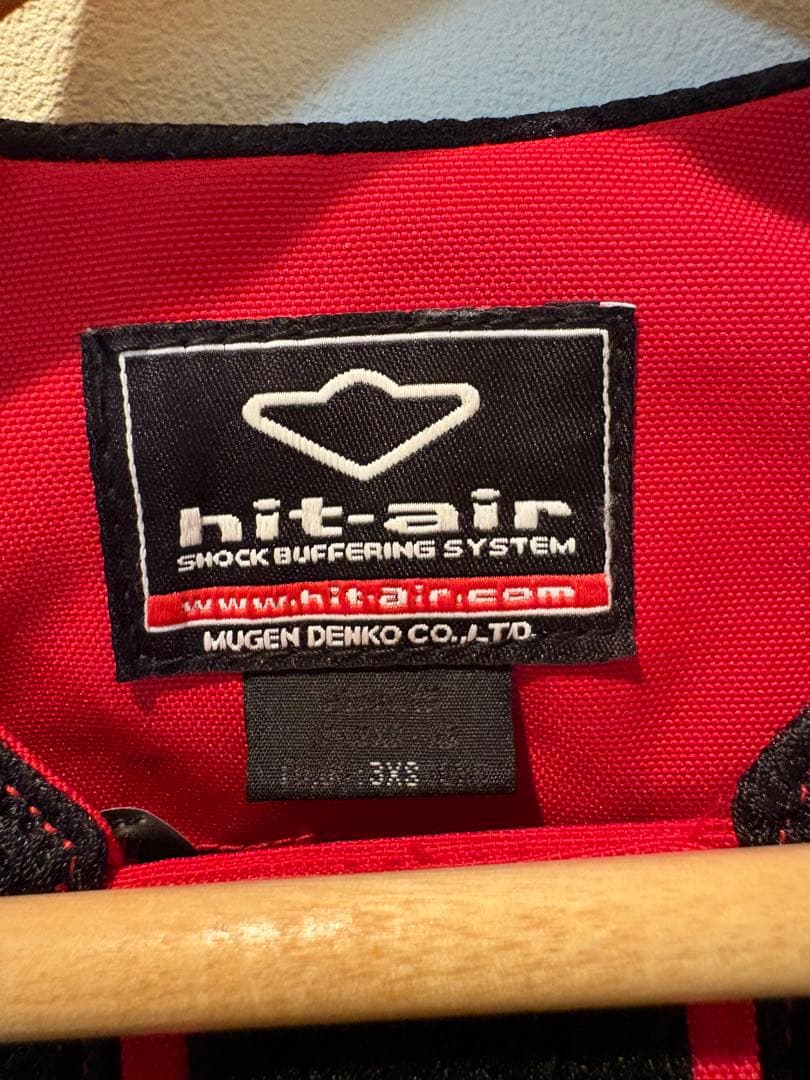 hit-air
SHOCK BUFFERING SYSTEM
www.hit-air.com
MUGEN DENKO CO.,LTD.
3XS